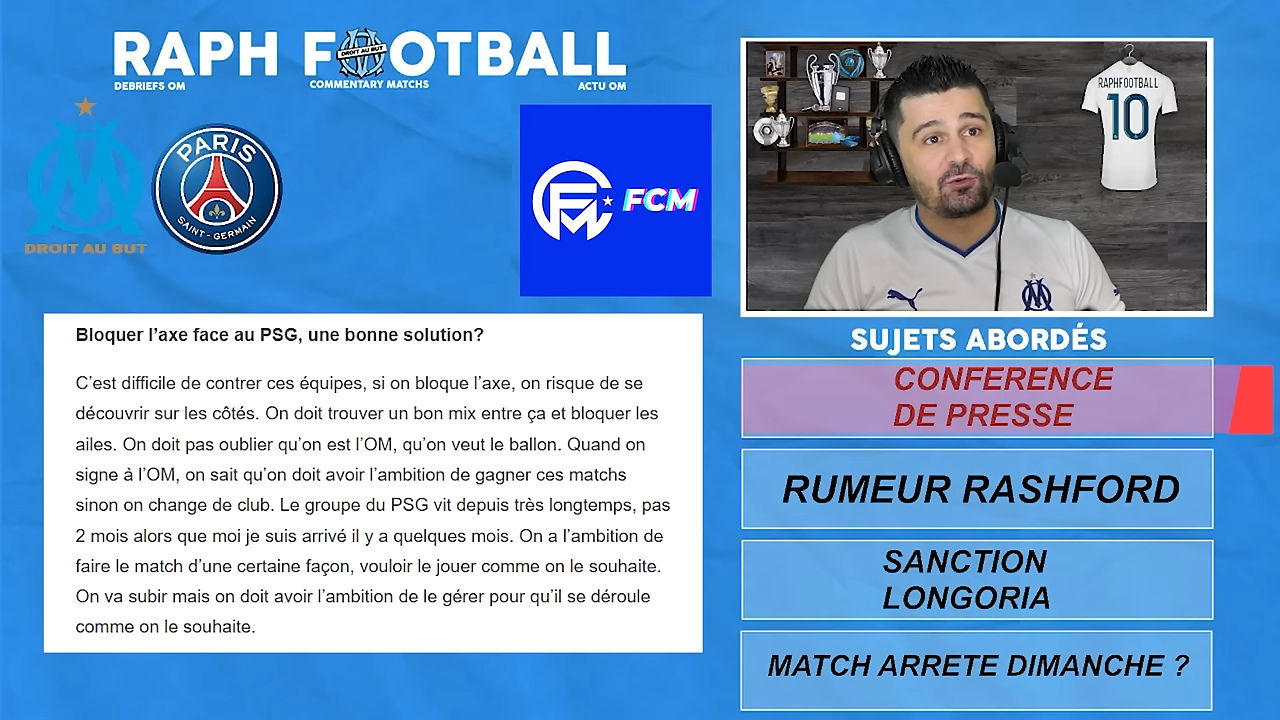 RAPH FOOTBALL
DROIT AU BUT
DEBRIEFS OM
COMMENTARY MATCHS
ACTU OM
DROIT AU BUT
PARIS
SAINT-GERMAIN
FCM
RAPHFOOTBALL
10
Bloquer l’axe face au PSG, une bonne solution?
C’est difficile de contrer ces équipes, si on bloque l’axe, on risque de se
découvrir sur les côtés. On doit trouver un bon mix entre ça et bloquer les
ailes. On doit pas oublier qu’on est l’OM, qu’on veut le ballon. Quand on
signe à l’OM, on sait qu’on doit avoir l’ambition de gagner ces matchs
sinon on change de club. Le groupe du PSG vit depuis très longtemps, pas
2 mois alors que moi je suis arrivé il y a quelques mois. On a l’ambition de
faire le match d’une certaine façon, vouloir le jouer comme on le souhaite.
On va subir mais on doit avoir l’ambition de le gérer pour qu’il se déroule
comme on le souhaite.
SUJETS ABORDÉS
CONFERENCE
DE PRESSE
RUMEUR RASHFORD
SANCTION
LONGORIA
MATCH ARRETE DIMANCHE ?